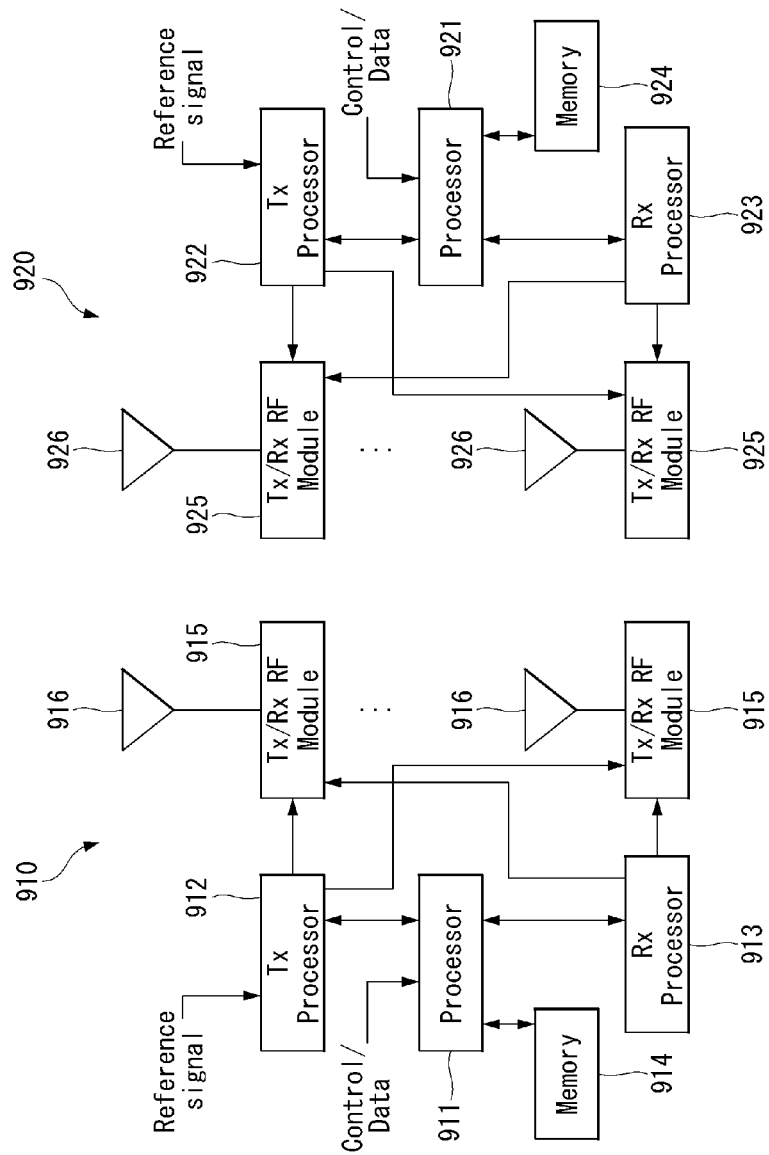 910
920
916
916
926
926
Reference
signal
912
Tx
Processor
915
Tx/Rx RF
Module
925
Tx/Rx RF
Module
922
Tx
Processor
Reference
signal
Control/
Data
911
Processor
...
...
Processor
Control/
Data
921
914
Memory
Memory
924
913
Rx
Processor
915
Tx/Rx RF
Module
925
Tx/Rx RF
Module
923
Rx
Processor